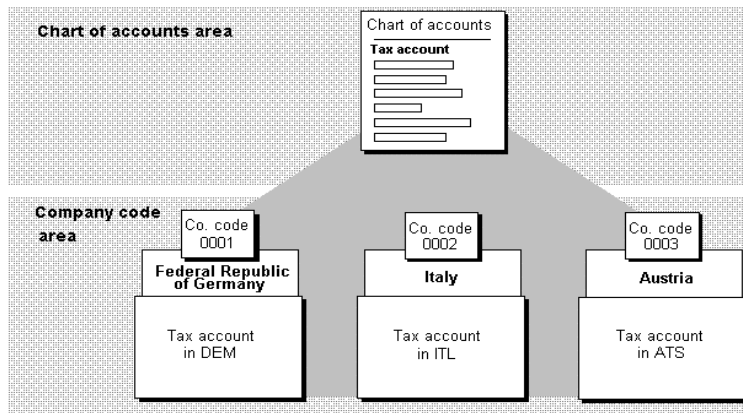 Chart of accounts area
Chart of accounts
Tax account
Company code
area
Co. code
0001
Co. code
0002
Co. code
0003
Federal Republic
of Germany
Italy
Austria
Tax account
in DEM
Tax account
in ITL
Tax account
in ATS